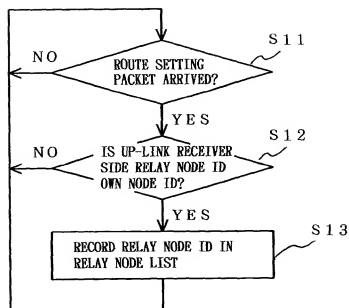 S11
NO
ROUTE SETTING
PACKET ARRIVED?
YES
S12
NO
IS UP-LINK RECEIVER
SIDE RELAY NODE ID
OWN NODE ID?
YES
S13
RECORD RELAY NODE ID IN
RELAY NODE LIST